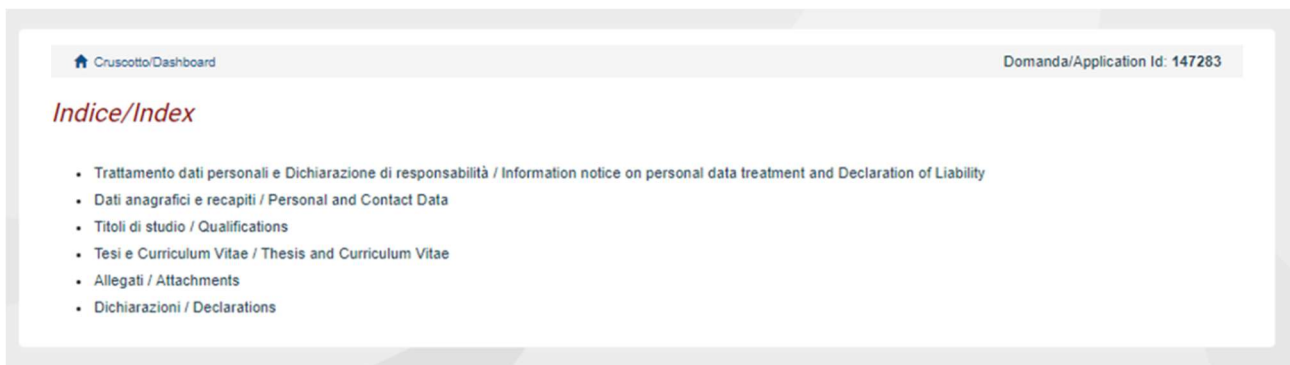 Cruscotto/Dashboard Domanda/Application Id: 147283
Indice/Index
• Trattamento dati personali e Dichiarazione di responsabilità / Information notice on personal data treatment and Declaration of Liability
• Dati anagrafici e recapiti / Personal and Contact Data
• Titoli di studio / Qualifications
• Tesi e Curriculum Vitae / Thesis and Curriculum Vitae
• Allegati / Attachments
• Dichiarazioni / Declarations